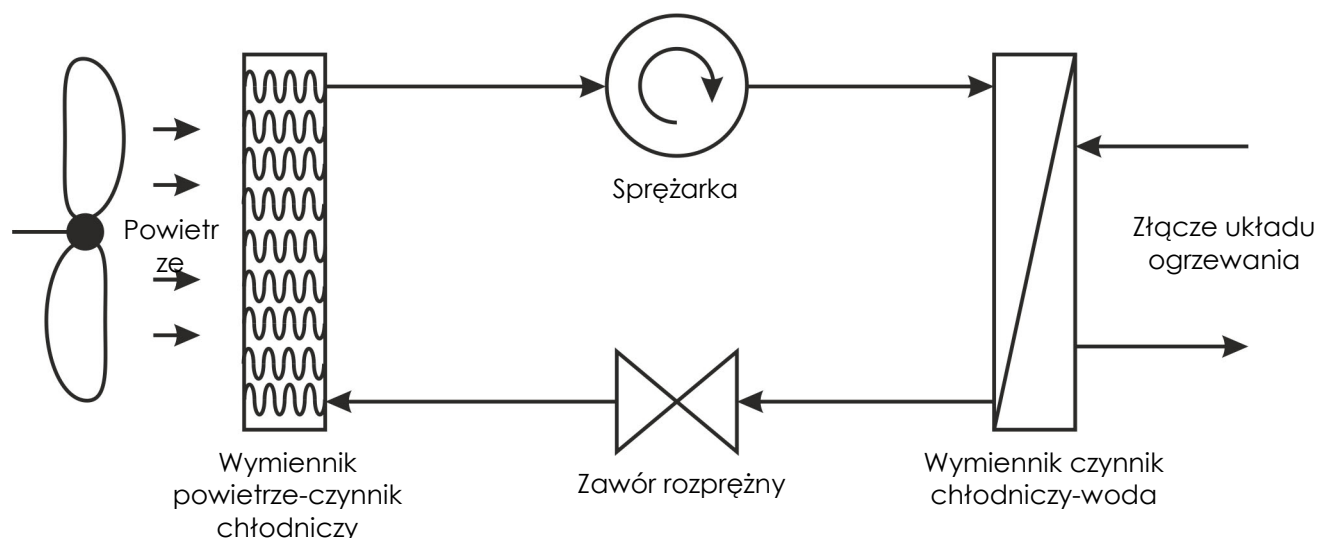 Sprężarka
Powietr
ze
Złącze układu
ogrzewania
Wymiennik
powietrze-czynnik
chłodniczy
Zawór rozprężny
Wymiennik czynnik
chłodniczy-woda